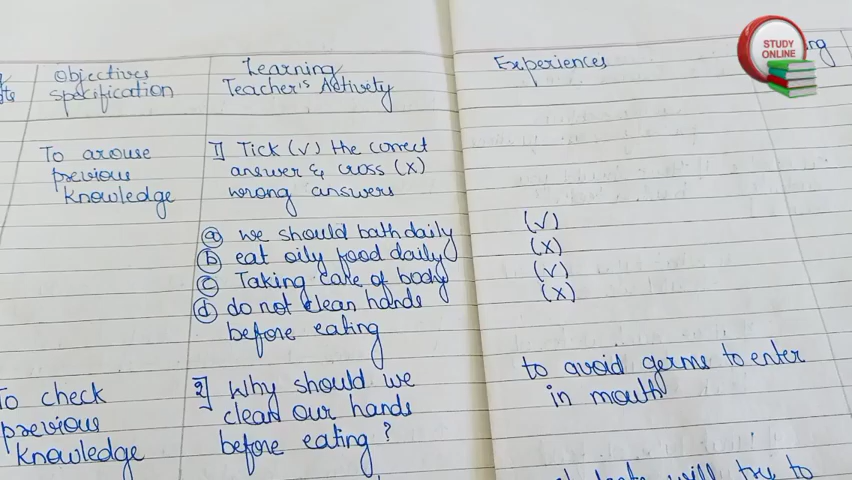 STUDY
ONLINE
Objectives
specification
Learning
Teacher's Activity
Experiences
To arouse
previous
knowledge
1] Tick (√) the correct
answer & cross (X)
wrong answers
(a) we should bath daily
(√)
(b) eat oily food daily
(X)
(c) Taking care of body
(√)
(d) do not clean hands
before eating
(X)
To check
previous
knowledge
2] Why should we
clean our hands
before eating?
to avoid germs to enter
in mouth
will try to